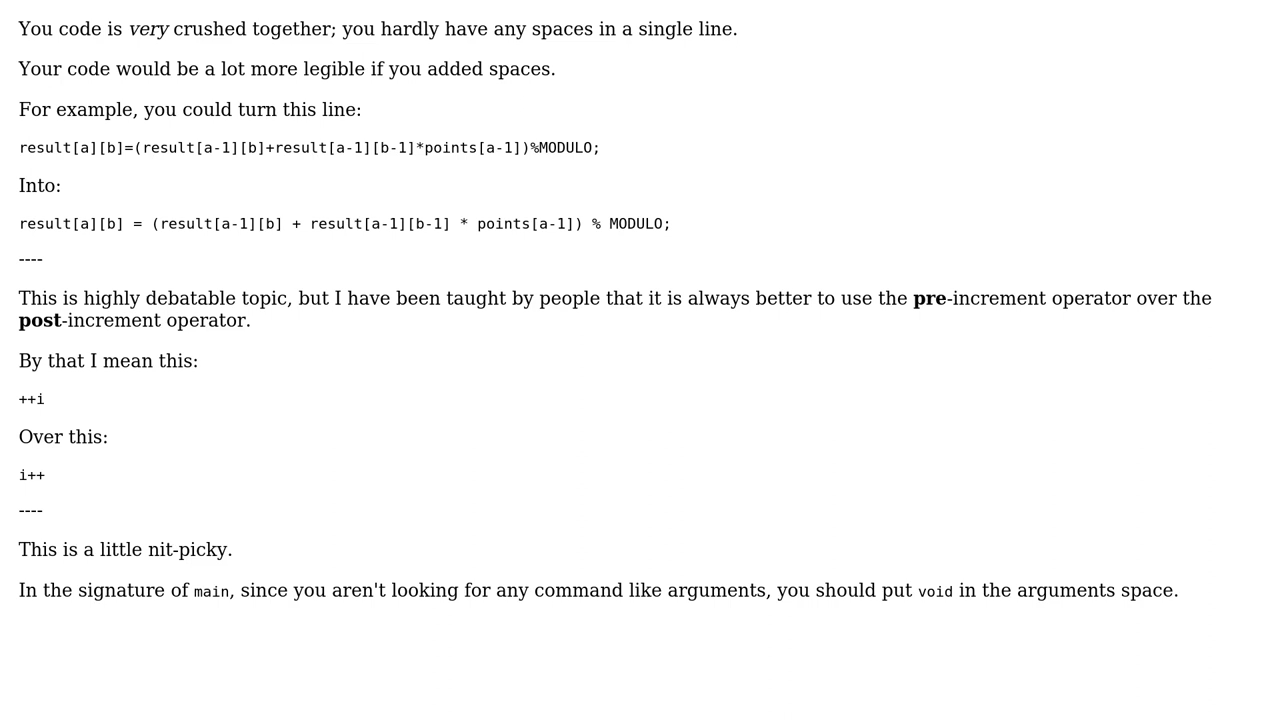 You code is very crushed together; you hardly have any spaces in a single line.
Your code would be a lot more legible if you added spaces.
For example, you could turn this line:
result[a][b]=(result[a-1][b]+result[a-1][b-1]*points[a-1])%MODULO;
Into:
result[a][b] = (result[a-1][b] + result[a-1][b-1] * points[a-1]) % MODULO;
----
This is highly debatable topic, but I have been taught by people that it is always better to use the pre-increment operator over the
post-increment operator.
By that I mean this:
++i
Over this:
i++
----
This is a little nit-picky.
In the signature of main, since you aren't looking for any command like arguments, you should put void in the arguments space.